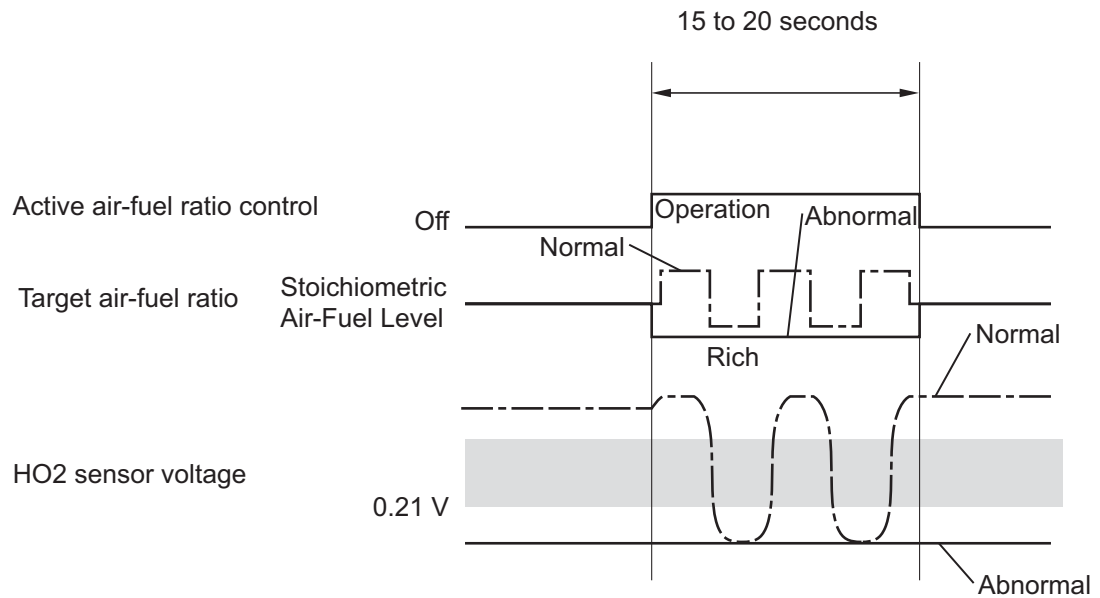 15 to 20 seconds
Active air-fuel ratio control
Off
Operation
Abnormal
Normal
Target air-fuel ratio
Stoichiometric
Air-Fuel Level
Rich
Normal
HO2 sensor voltage
0.21 V
Abnormal